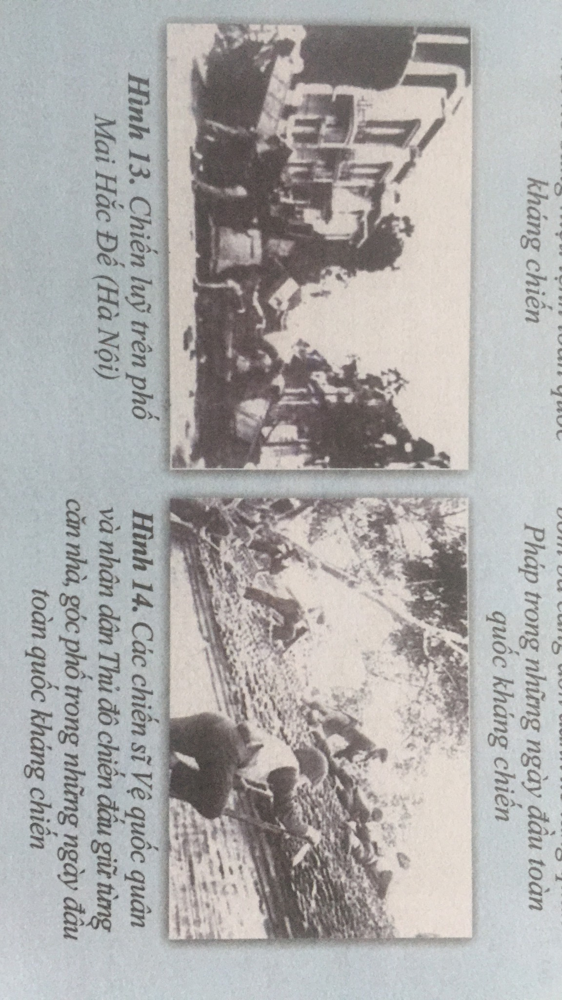 kháng chiến
Pháp trong những ngày đầu toàn
quốc kháng chiến
Hình 13. Chiến luỹ trên phố
Mai Hắc Đế (Hà Nội)
Hình 14. Các chiến sĩ Vệ quốc quân
và nhân dân Thủ đô chiến đấu giữ từng
căn nhà, góc phố trong những ngày đầu
toàn quốc kháng chiến